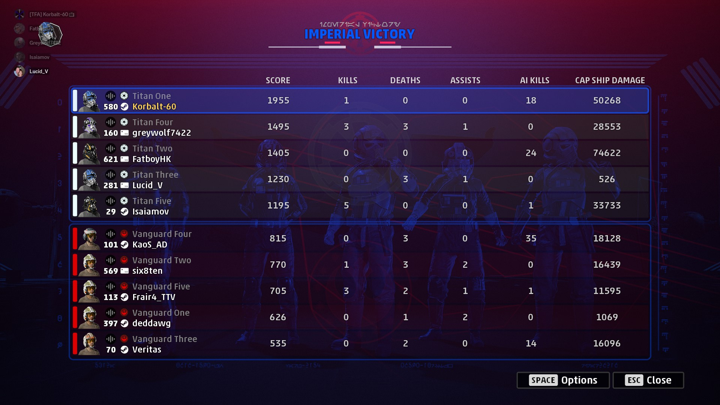 [TFA] Korbalt-60
Isaiamov
Lucid_V
IMPERIAL VICTORY
SCORE KILLS DEATHS ASSISTS AI KILLS CAP SHIP DAMAGE
Titan One
580 Korbalt-60 1955 1 0 0 18 50268
Titan Four
160 greywolf7422 1495 3 3 1 0 28553
Titan Two
621 FatboyHK 1405 0 0 0 24 74622
Titan Three
281 Lucid_V 1230 0 3 1 0 526
Titan Five
29 Isaiamov 1195 5 0 0 1 33733
Vanguard Four
101 KaoS_AD 815 0 3 0 35 18128
Vanguard Two
569 six8ten 770 1 3 2 0 16439
Vanguard Five
113 Frair4_TTV 705 3 2 1 1 11595
Vanguard One
397 deddawg 626 0 1 2 0 1069
Vanguard Three
70 Veritas 535 0 2 0 14 16096
SPACE Options ESC Close